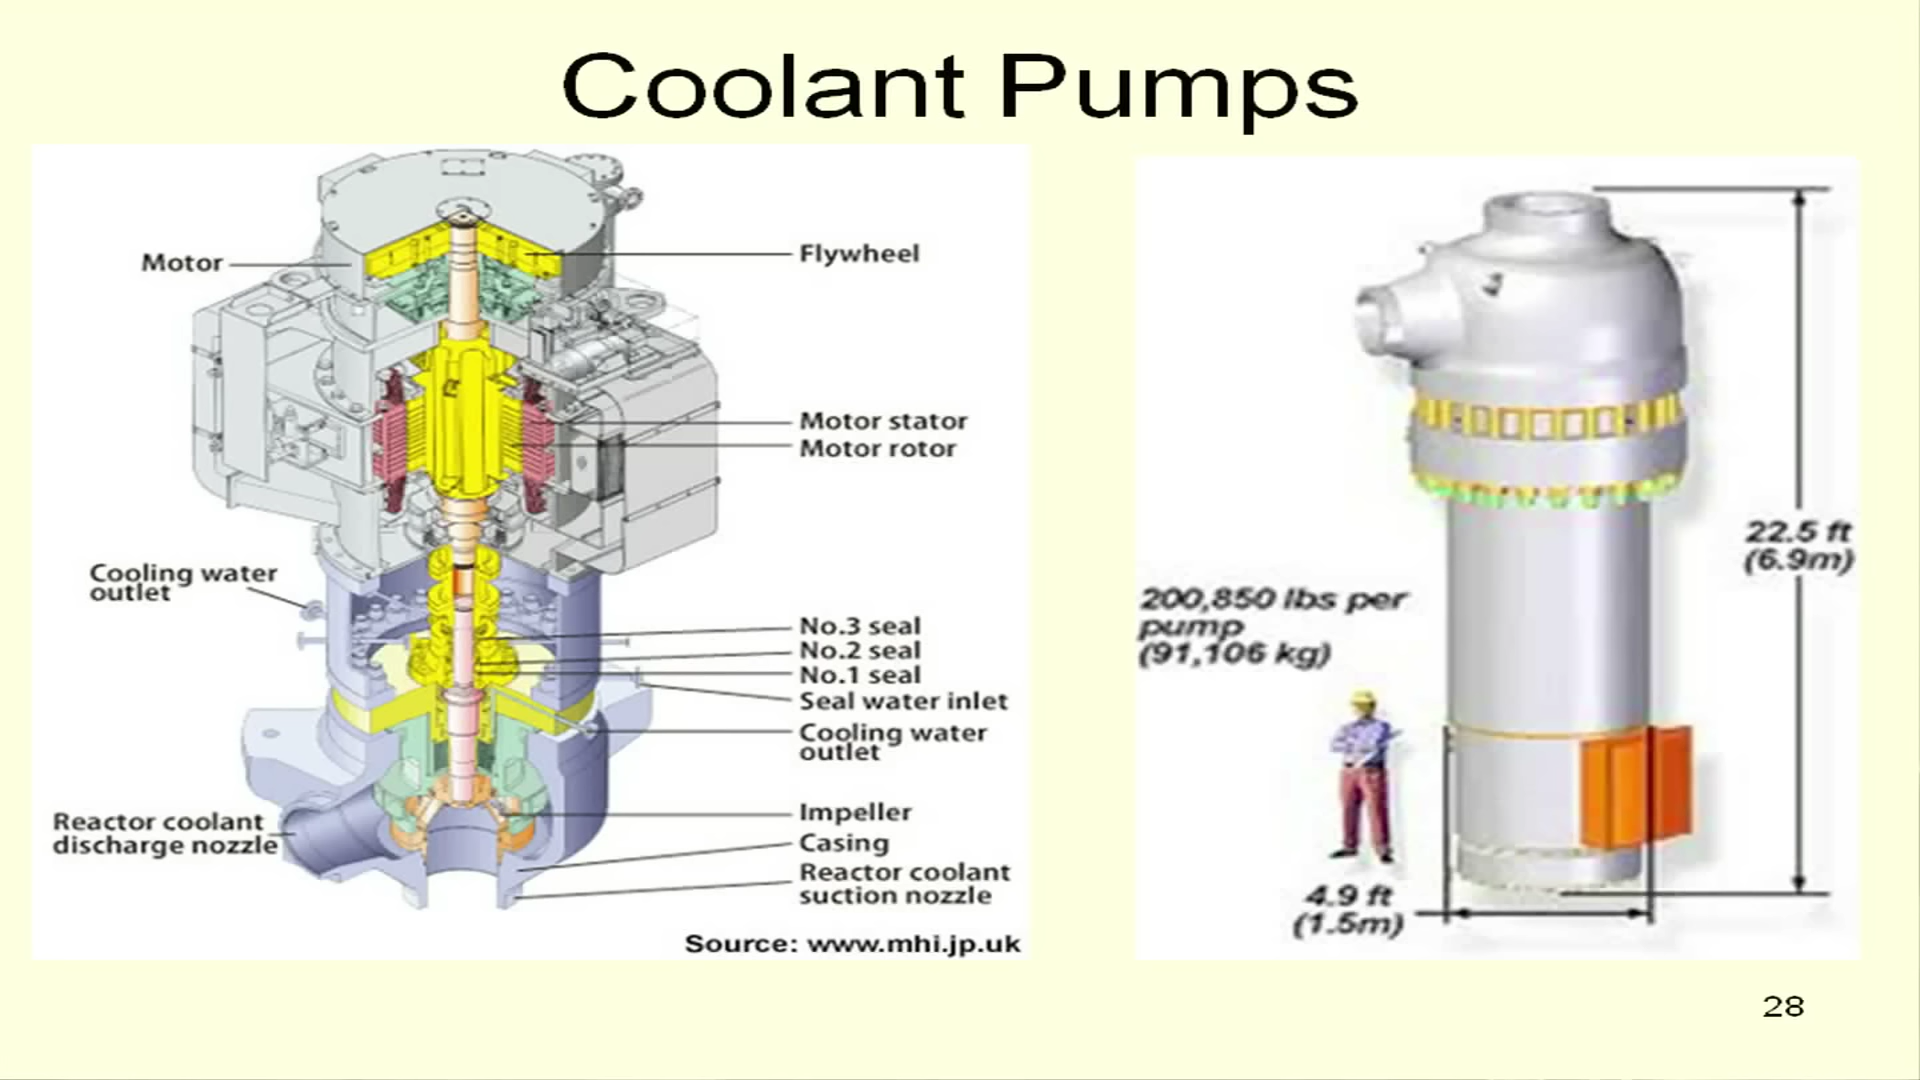 Coolant Pumps
Motor
Flywheel
Motor stator
Motor rotor
Cooling water
outlet
No.3 seal
No.2 seal
No.1 seal
Seal water inlet
Cooling water
outlet
Reactor coolant
discharge nozzle
Impeller
Casing
Reactor coolant
suction nozzle
Source: www.mhi.jp.uk
22.5 ft
(6.9m)
200,850 lbs per
pump
(91,106 kg)
4.9 ft
(1.5m)
28